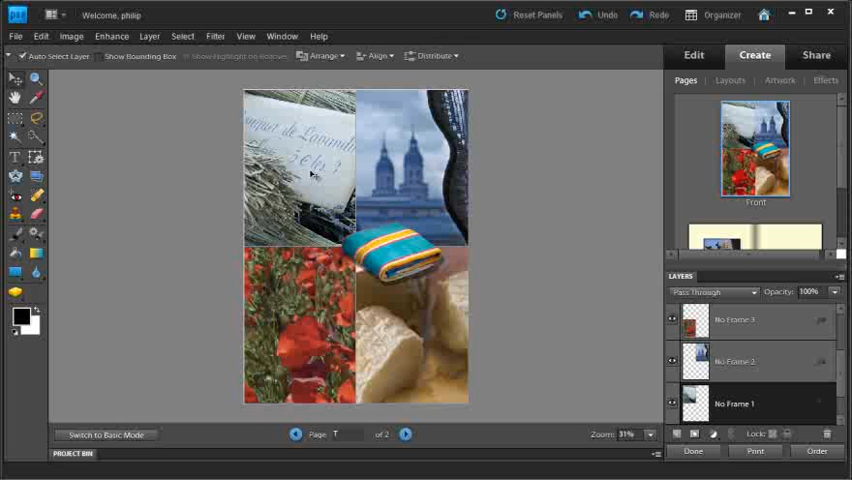 Welcome, philip
Reset Panels
Undo
Redo
Organizer
File Edit Image Enhance Layer Select Filter View Window Help
Auto Select Layer
Show Bounding Box
Show Highlight on Rollover
Arrange
Align
Distribute
Edit
Create
Share
Pages
Layouts
Artwork
Effects
de Lavande
Front
LAYERS
Pass Through
Opacity: 100%
No Frame 3
No Frame 2
No Frame 1
Lock:
Switch to Basic Mode
Page
of 2
Zoom: 31%
Done
Print
Order
PROJECT BIN